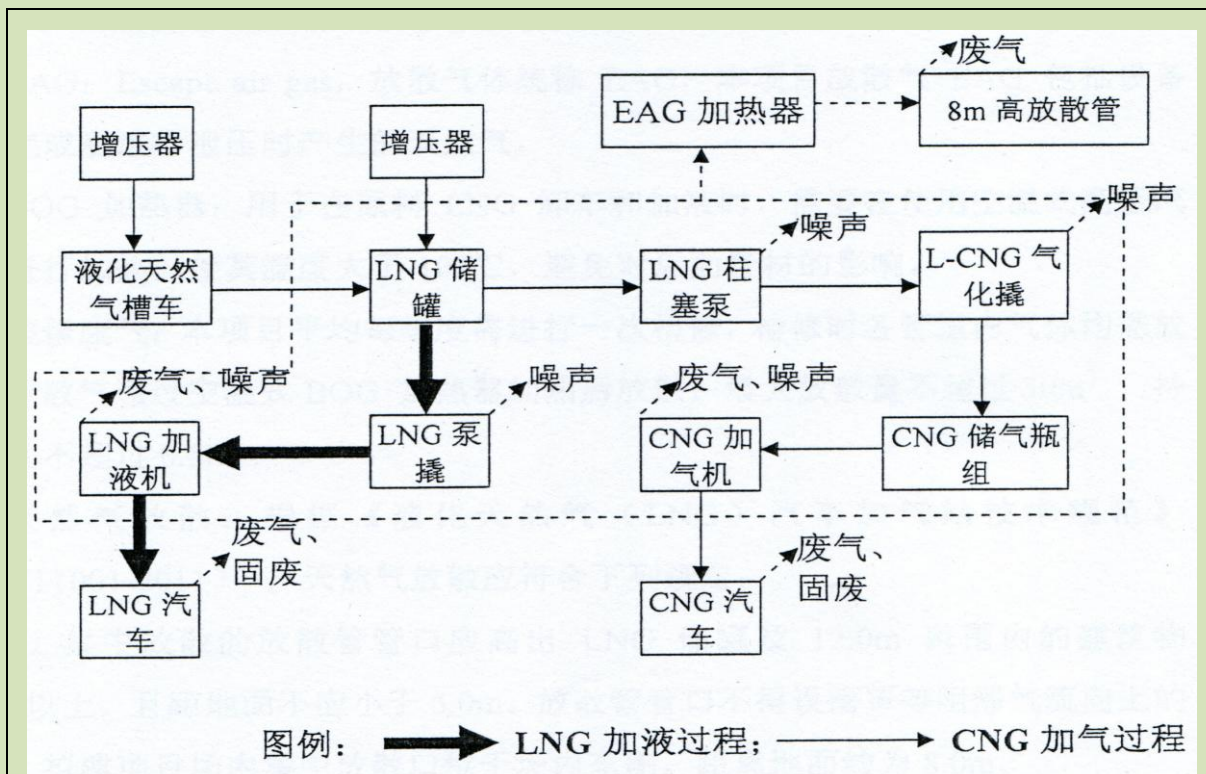 废气
EAG 加热器
8m 高放散管
增压器
增压器
噪声
噪声
液化天然
气槽车
LNG 储
罐
LNG 柱
塞泵
L-CNG 气
化撬
废气、噪声
噪声
废气、噪声
LNG 加
液机
LNG 泵
撬
CNG 加
气机
CNG 储气瓶
组
废气、
固废
废气、
固废
LNG 汽
车
CNG 汽
车
图例：
LNG 加液过程；
CNG 加气过程